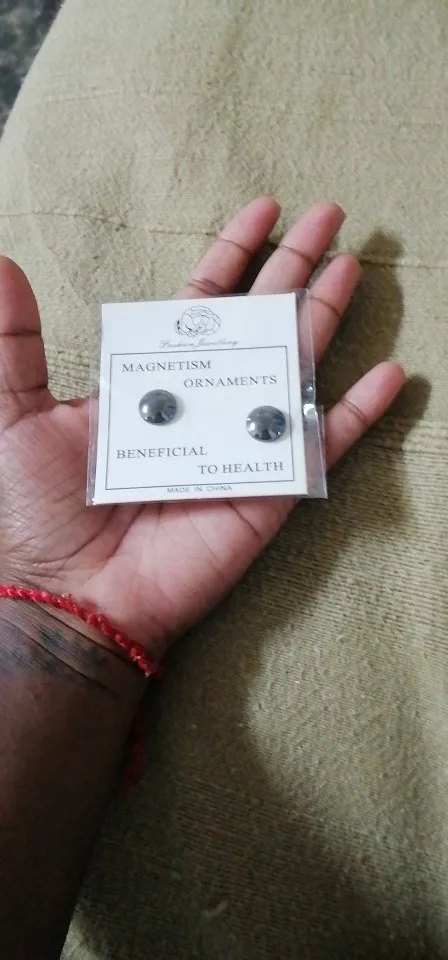 Fashion Jewellery
MAGNETISM
ORNAMENTS
BENEFICIAL
TO HEALTH
MADE IN CHINA